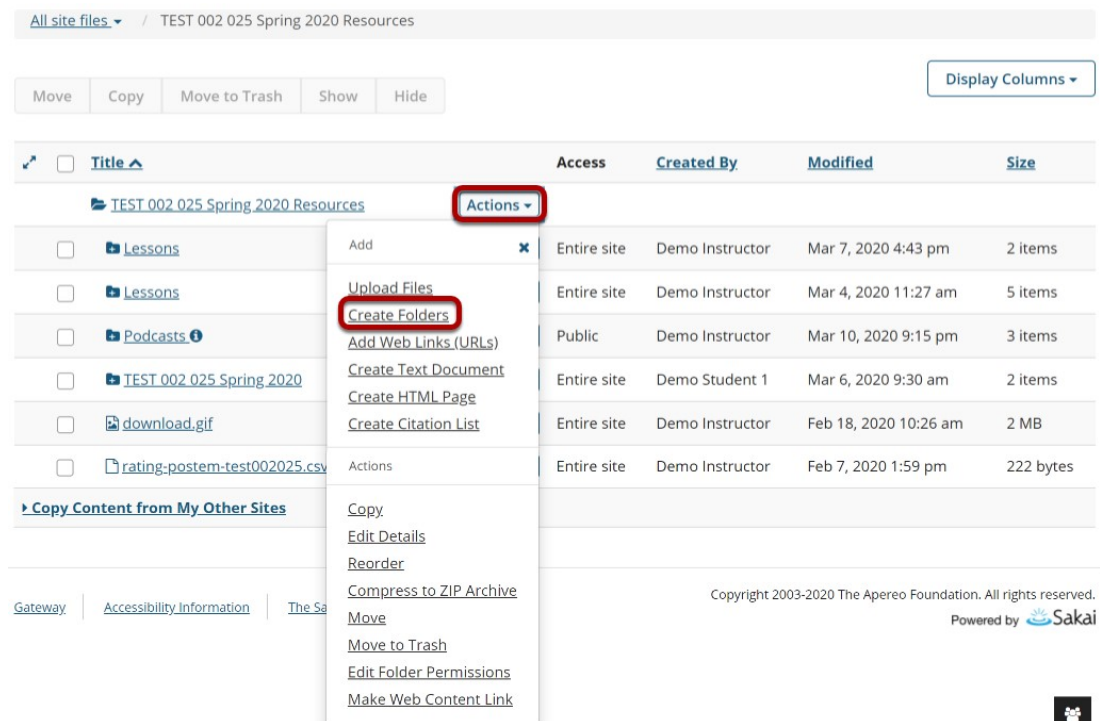 All site files / TEST 002 025 Spring 2020 Resources
Display Columns
Move Copy Move to Trash Show Hide
Title Access Created By Modified Size
TEST 002 025 Spring 2020 Resources Actions
Add
Lessons Entire site Demo Instructor Mar 7, 2020 4:43 pm 2 items
Upload Files
Lessons Entire site Demo Instructor Mar 4, 2020 11:27 am 5 items
Create Folders
Podcasts Public Demo Instructor Mar 10, 2020 9:15 pm 3 items
Add Web Links (URLs)
Create Text Document
TEST 002 025 Spring 2020 Entire site Demo Student 1 Mar 6, 2020 9:30 am 2 items
Create HTML Page
download.gif Entire site Demo Instructor Feb 18, 2020 10:26 am 2 MB
Create Citation List
rating-postem-test002025.csv Entire site Demo Instructor Feb 7, 2020 1:59 pm 222 bytes
Actions
Copy Content from My Other Sites
Copy
Edit Details
Reorder
Compress to ZIP Archive
Gateway Accessibility Information The Sa
Copyright 2003-2020 The Apereo Foundation. All rights reserved.
Powered by Sakai
Move
Move to Trash
Edit Folder Permissions
Make Web Content Link